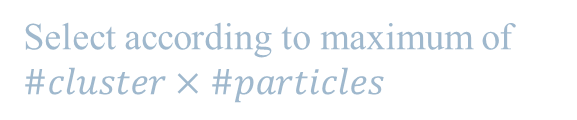 Select according to maximum of
#cluster × #particles